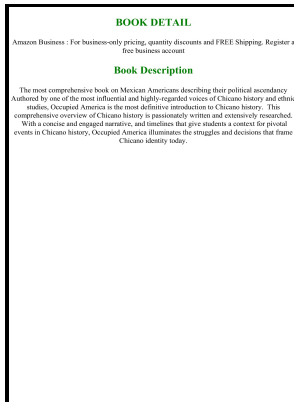 BOOK DETAIL
Amazon Business : For business-only pricing, quantity discounts and FREE Shipping. Register a
free business account
Book Description
The most comprehensive book on Mexican Americans describing their political ascendancy
Authored by one of the most influential and highly-regarded voices of Chicano history and ethnic
studies, Occupied America is the most definitive introduction to Chicano history.  This
comprehensive overview of Chicano history is passionately written and extensively researched.
With a concise and engaged narrative, and timelines that give students a context for pivotal
events in Chicano history, Occupied America illuminates the struggles and decisions that frame
Chicano identity today.